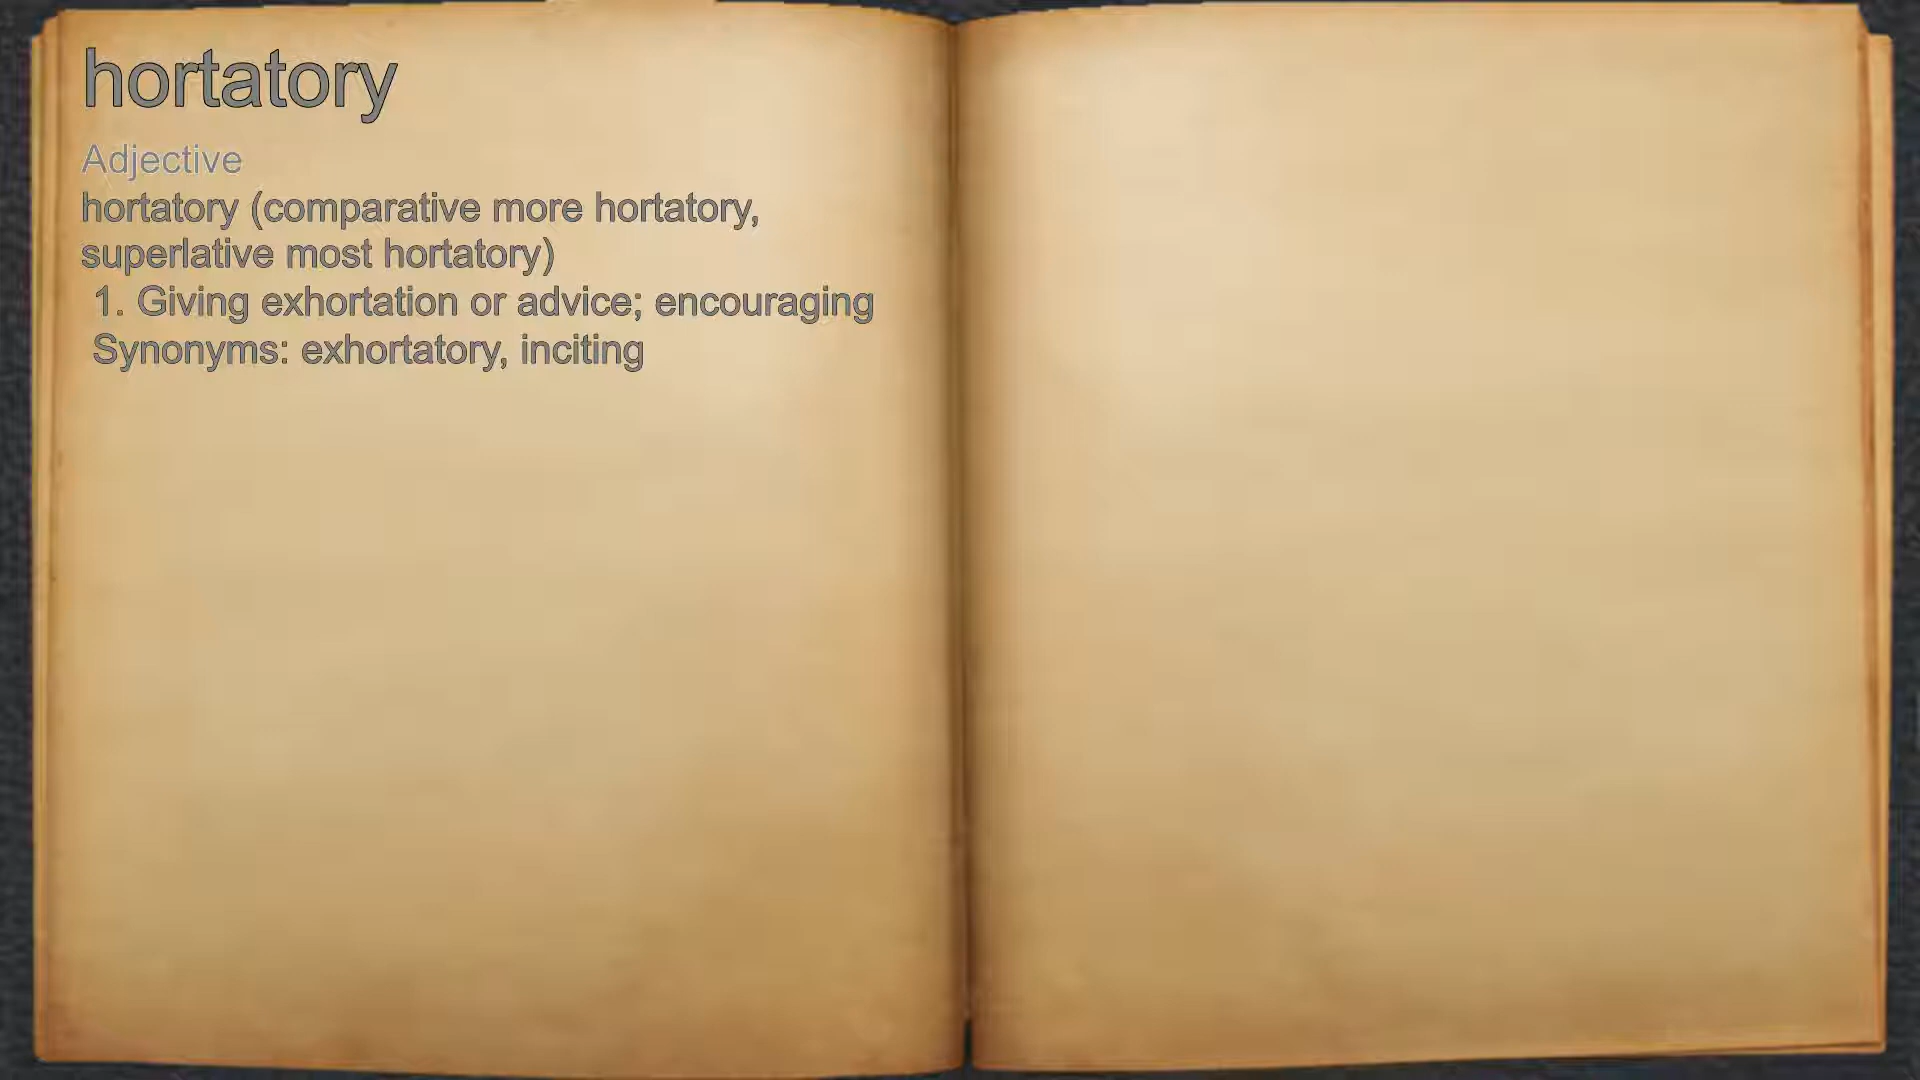 hortatory
Adjective
hortatory (comparative more hortatory,
superlative most hortatory)
1. Giving exhortation or advice; encouraging
Synonyms: exhortatory, inciting